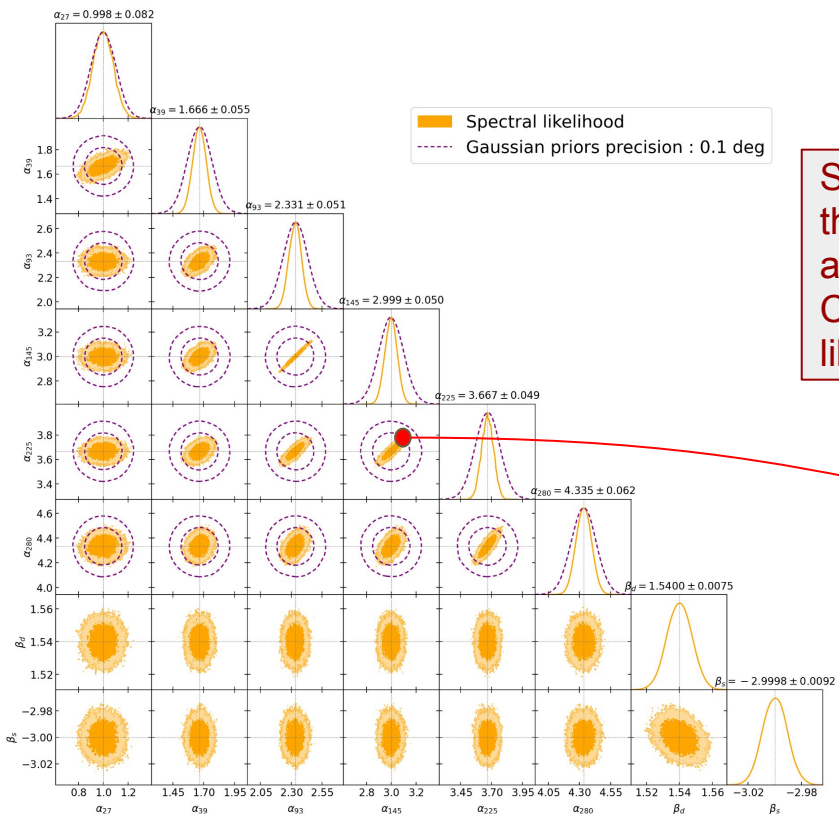 α27 = 0.998 ± 0.082
α39 = 1.666 ± 0.055
Spectral likelihood
Gaussian priors precision : 0.1 deg
α39
1.8
1.6
1.4
α93 = 2.331 ± 0.051
α93
2.6
2.4
2.2
2.0
α145 = 2.999 ± 0.050
α145
3.2
3.0
2.8
α225 = 3.667 ± 0.049
α225
3.8
3.6
3.4
α280 = 4.335 ± 0.062
α280
4.6
4.4
4.2
4.0
βd = 1.5400 ± 0.0075
βd
1.56
1.54
1.52
βs = − 2.9998 ± 0.0092
βs
−2.98
−3.00
−3.02
0.8 1.0 1.2 1.45 1.70 1.95 2.05 2.30 2.55 2.8 3.0 3.2 3.45 3.70 3.95 4.05 4.30 4.55 1.52 1.54 1.56 −3.02 −2.98
α27 α39 α93 α145 α225 α280 βd βs
S
th
a
li